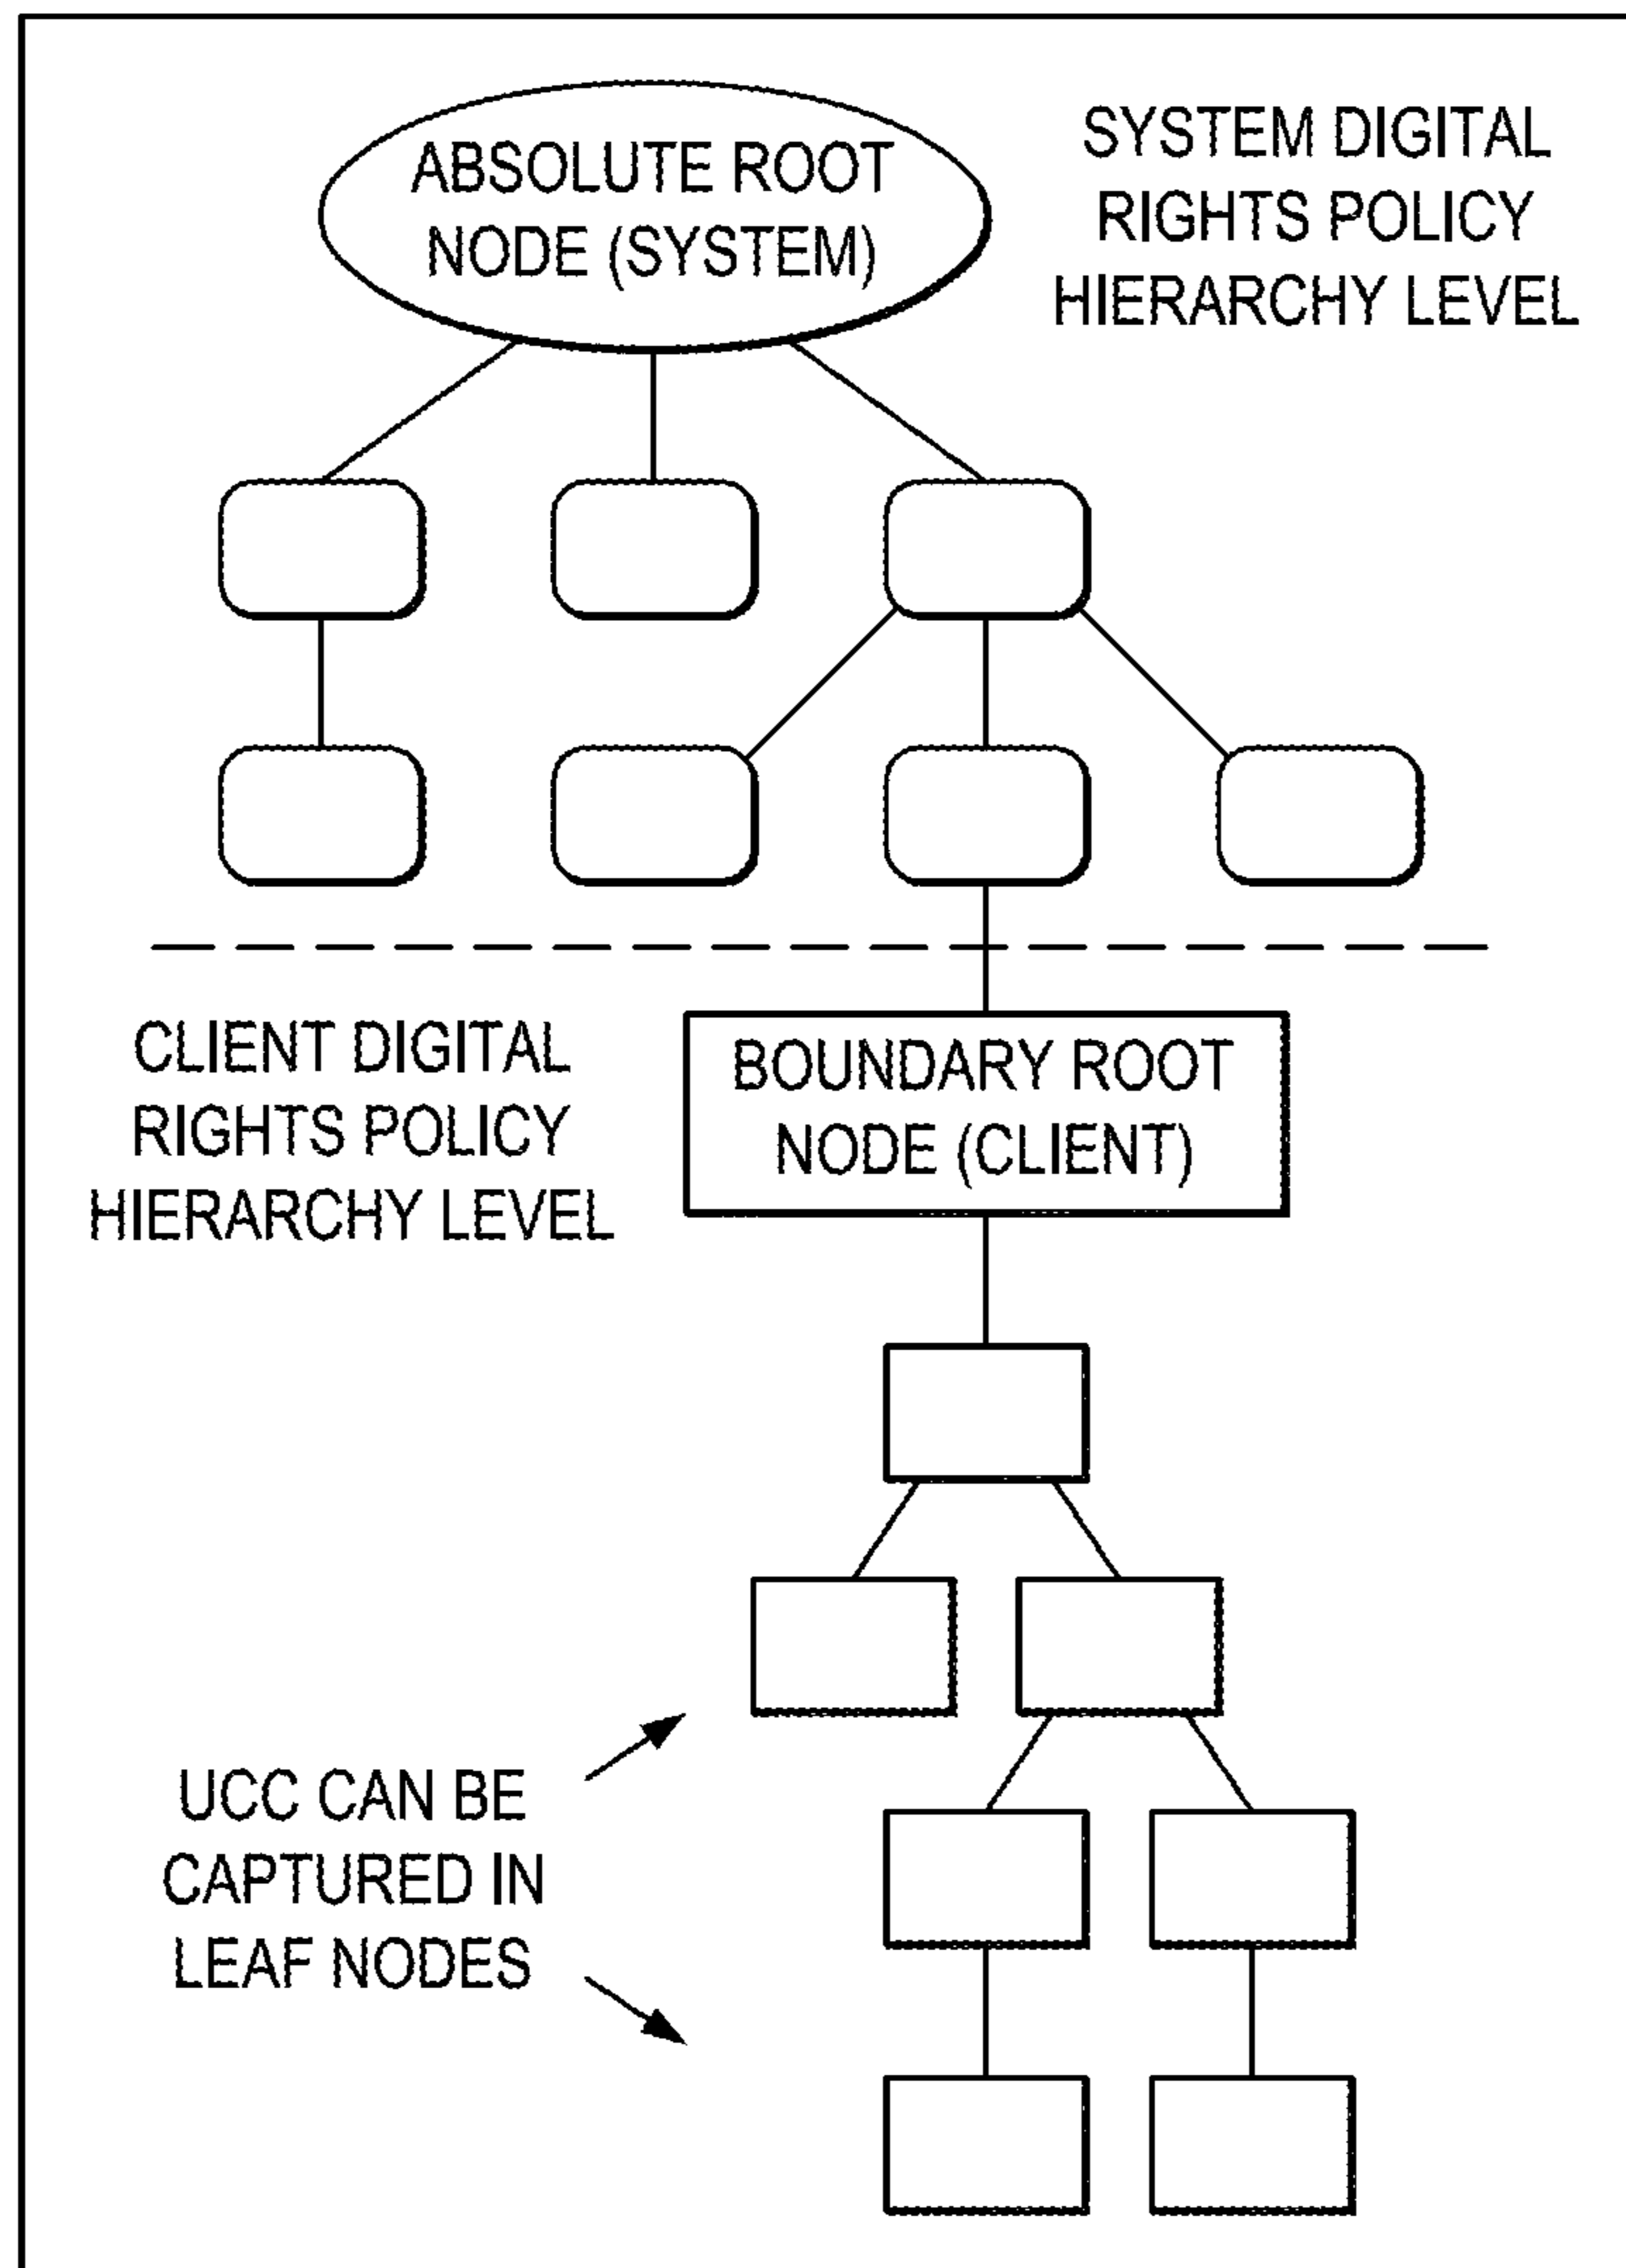 ABSOLUTE ROOT
NODE (SYSTEM)
SYSTEM DIGITAL
RIGHTS POLICY
HIERARCHY LEVEL
CLIENT DIGITAL
RIGHTS POLICY
HIERARCHY LEVEL
BOUNDARY ROOT
NODE (CLIENT)
UCC CAN BE
CAPTURED IN
LEAF NODES